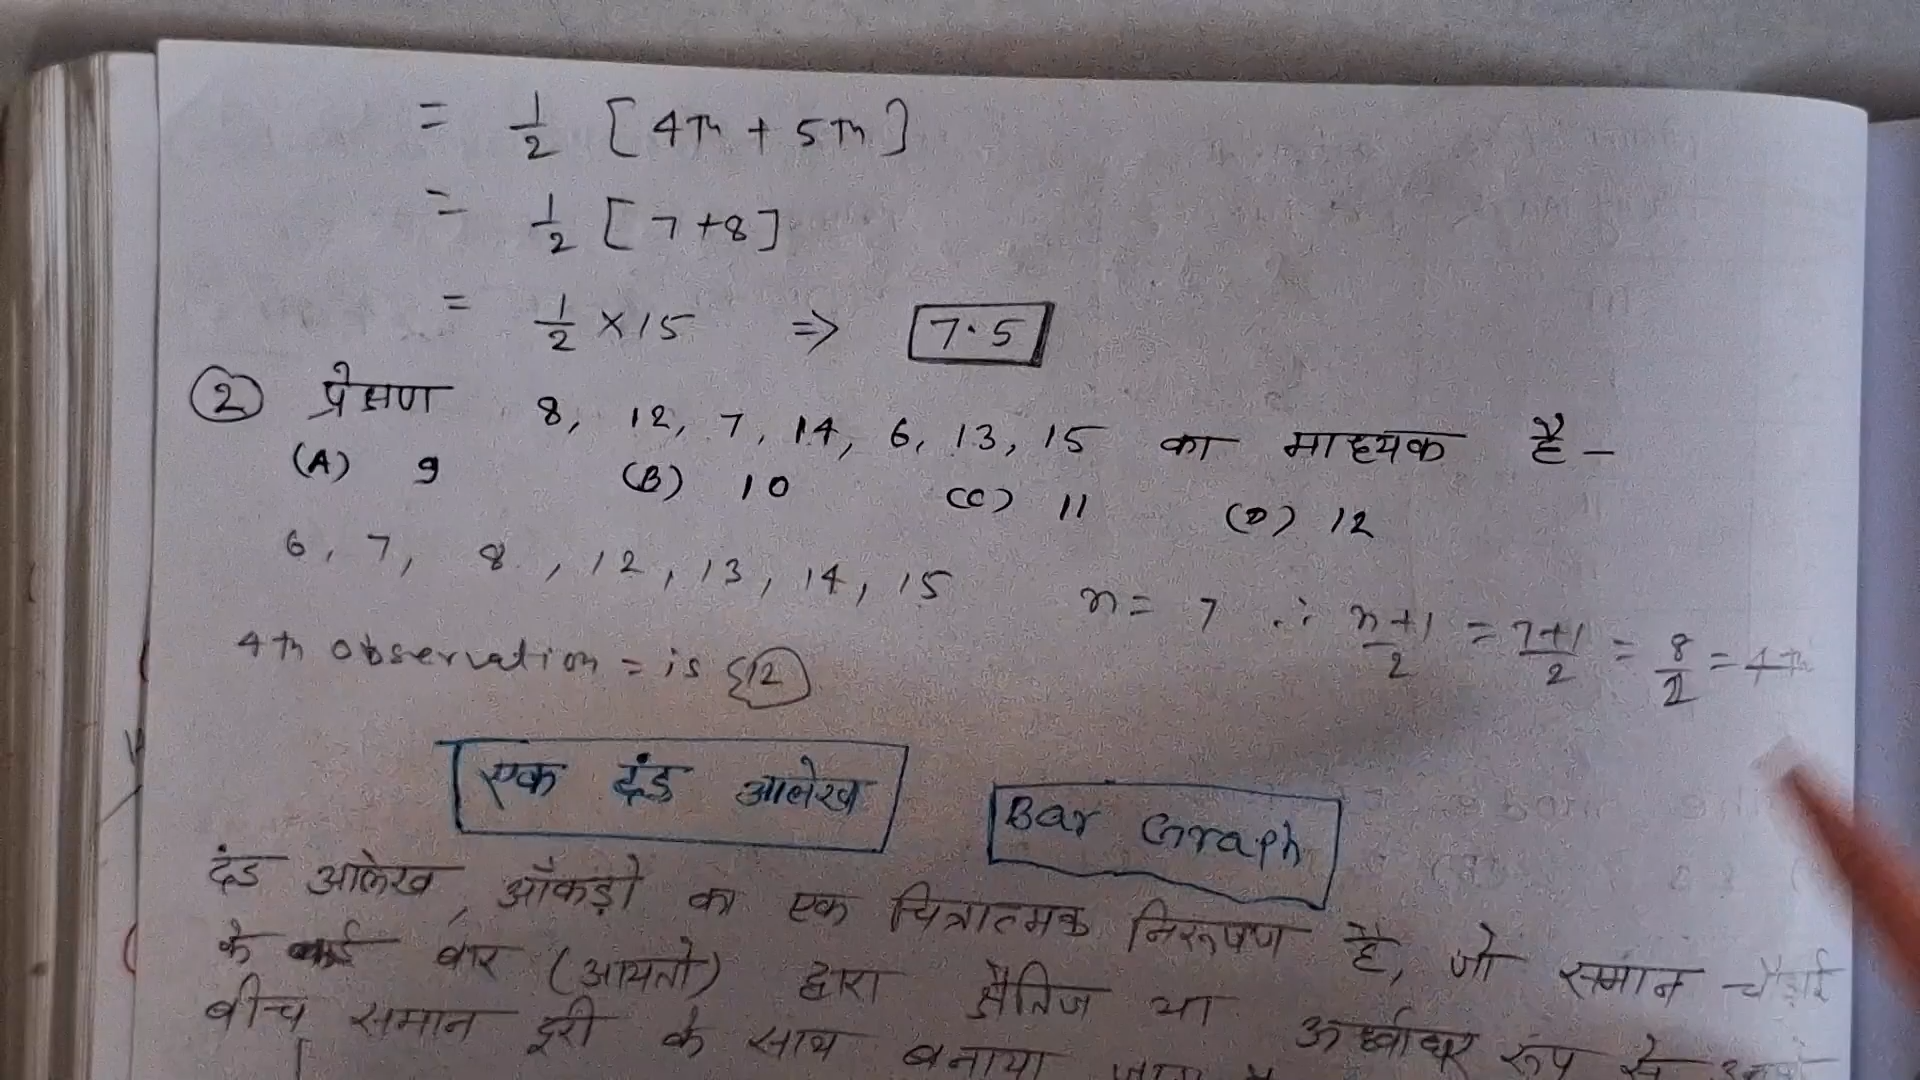 = 1/2 [4th + 5th]
= 1/2 [7+8]
= 1/2 × 15 => 7.5
(2) प्रेक्षण 8, 12, 7, 14, 6, 13, 15 का माध्यक है -
(A) 9 (B) 10 (C) 11 (D) 12
6, 7, 8, 12, 13, 14, 15 n = 7 ∴ n+1/2 = 7+1/2 = 8/2 = 4th
4th observation = is 12
एक दंड आलेख Bar Graph
दंड आलेख, आँकड़ो का एक चित्रात्मक निरूपण है, जो समान चौड़ाई
के बार (आयतो) द्वारा क्षैतिज या ऊर्ध्वाधर रूप से
बीच समान दूरी के साथ बनाया